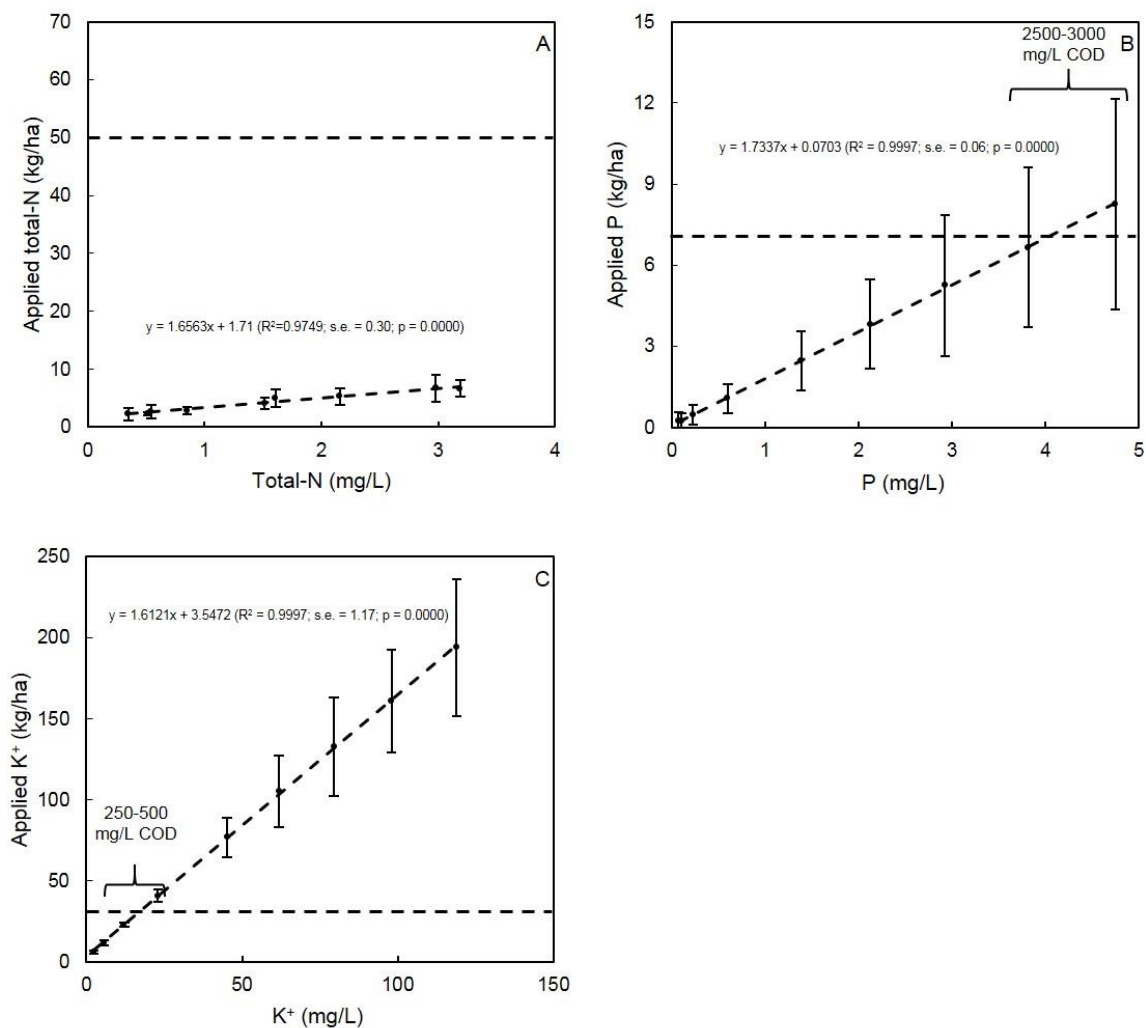 A
70
60
50
40
30
20
10
0
Applied total-N (kg/ha)
y = 1.6563x + 1.71 (R²=0.9749; s.e. = 0.30; p = 0.0000)
0 1 2 3 4
Total-N (mg/L)
B
2500-3000
mg/L COD
15
12
9
6
3
0
Applied P (kg/ha)
y = 1.7337x + 0.0703 (R² = 0.9997; s.e. = 0.06; p = 0.0000)
0 1 2 3 4 5
P (mg/L)
C
250
200
150
100
50
0
Applied K⁺ (kg/ha)
y = 1.6121x + 3.5472 (R² = 0.9997; s.e. = 1.17; p = 0.0000)
250-500
mg/L COD
0 50 100 150
K⁺ (mg/L)